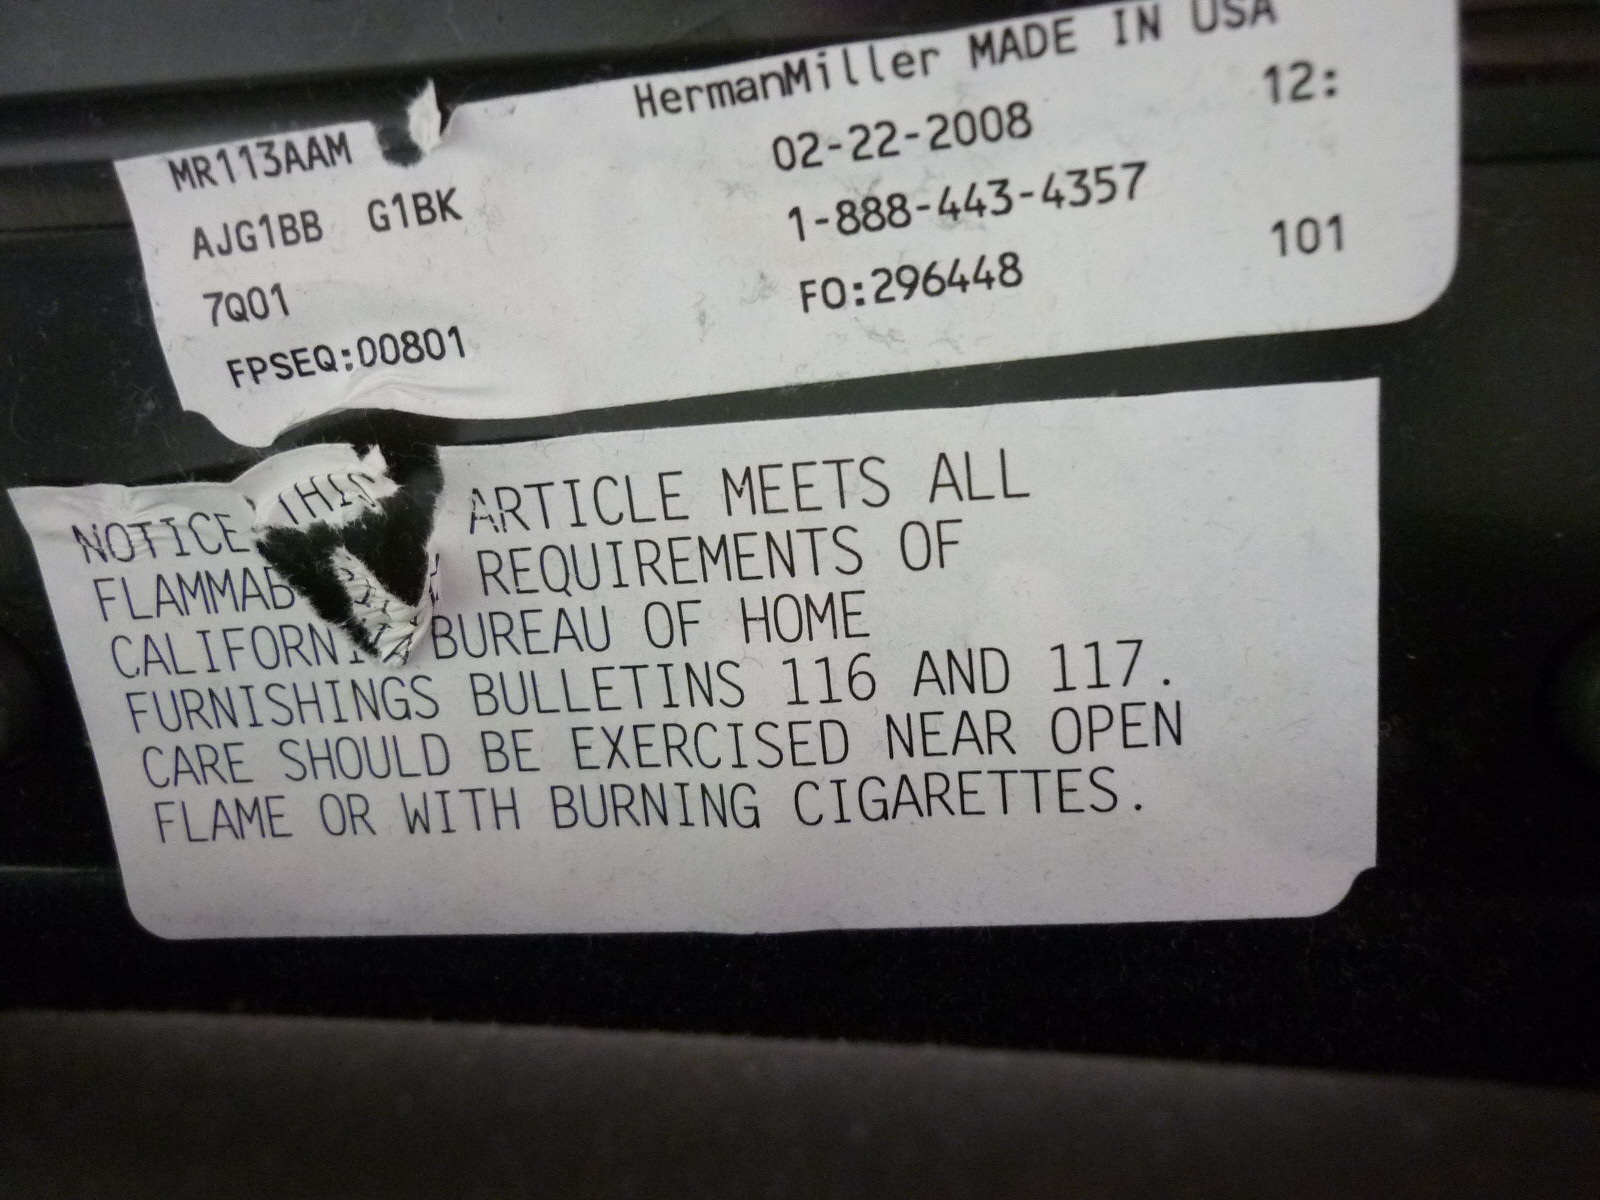 HermanMiller MADE IN USA
MR113AAM 02-22-2008 12:
AJG1BB G1BK 1-888-443-4357
7Q01 FO:296448 101
FPSEQ:00801
NOTICE THIS ARTICLE MEETS ALL
FLAMMAB REQUIREMENTS OF
CALIFORNIA BUREAU OF HOME
FURNISHINGS BULLETINS 116 AND 117.
CARE SHOULD BE EXERCISED NEAR OPEN
FLAME OR WITH BURNING CIGARETTES.